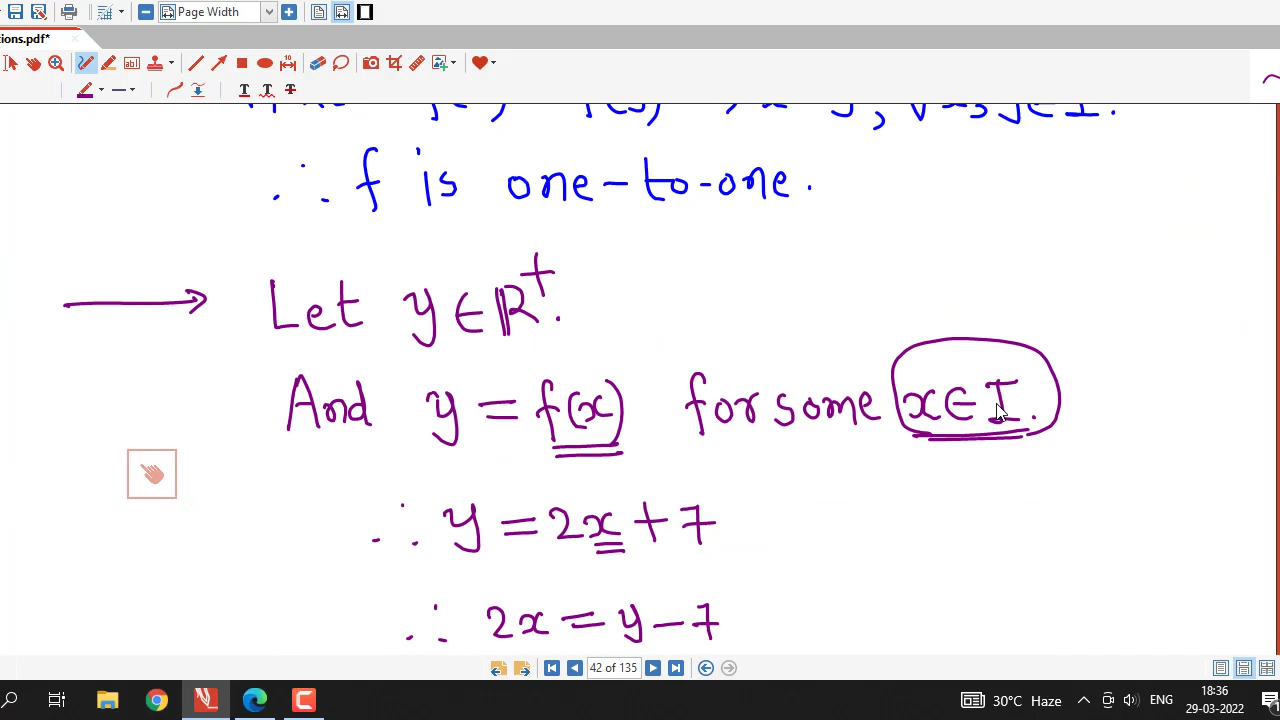 Page Width
ions.pdf*
∴ f is one-to-one.
Let y ∈ ℝ⁺.
And y = f(x) for some x ∈ I.
∴ y = 2x + 7
∴ 2x = y - 7
42 of 135
30°C Haze
ENG
18:36
29-03-2022